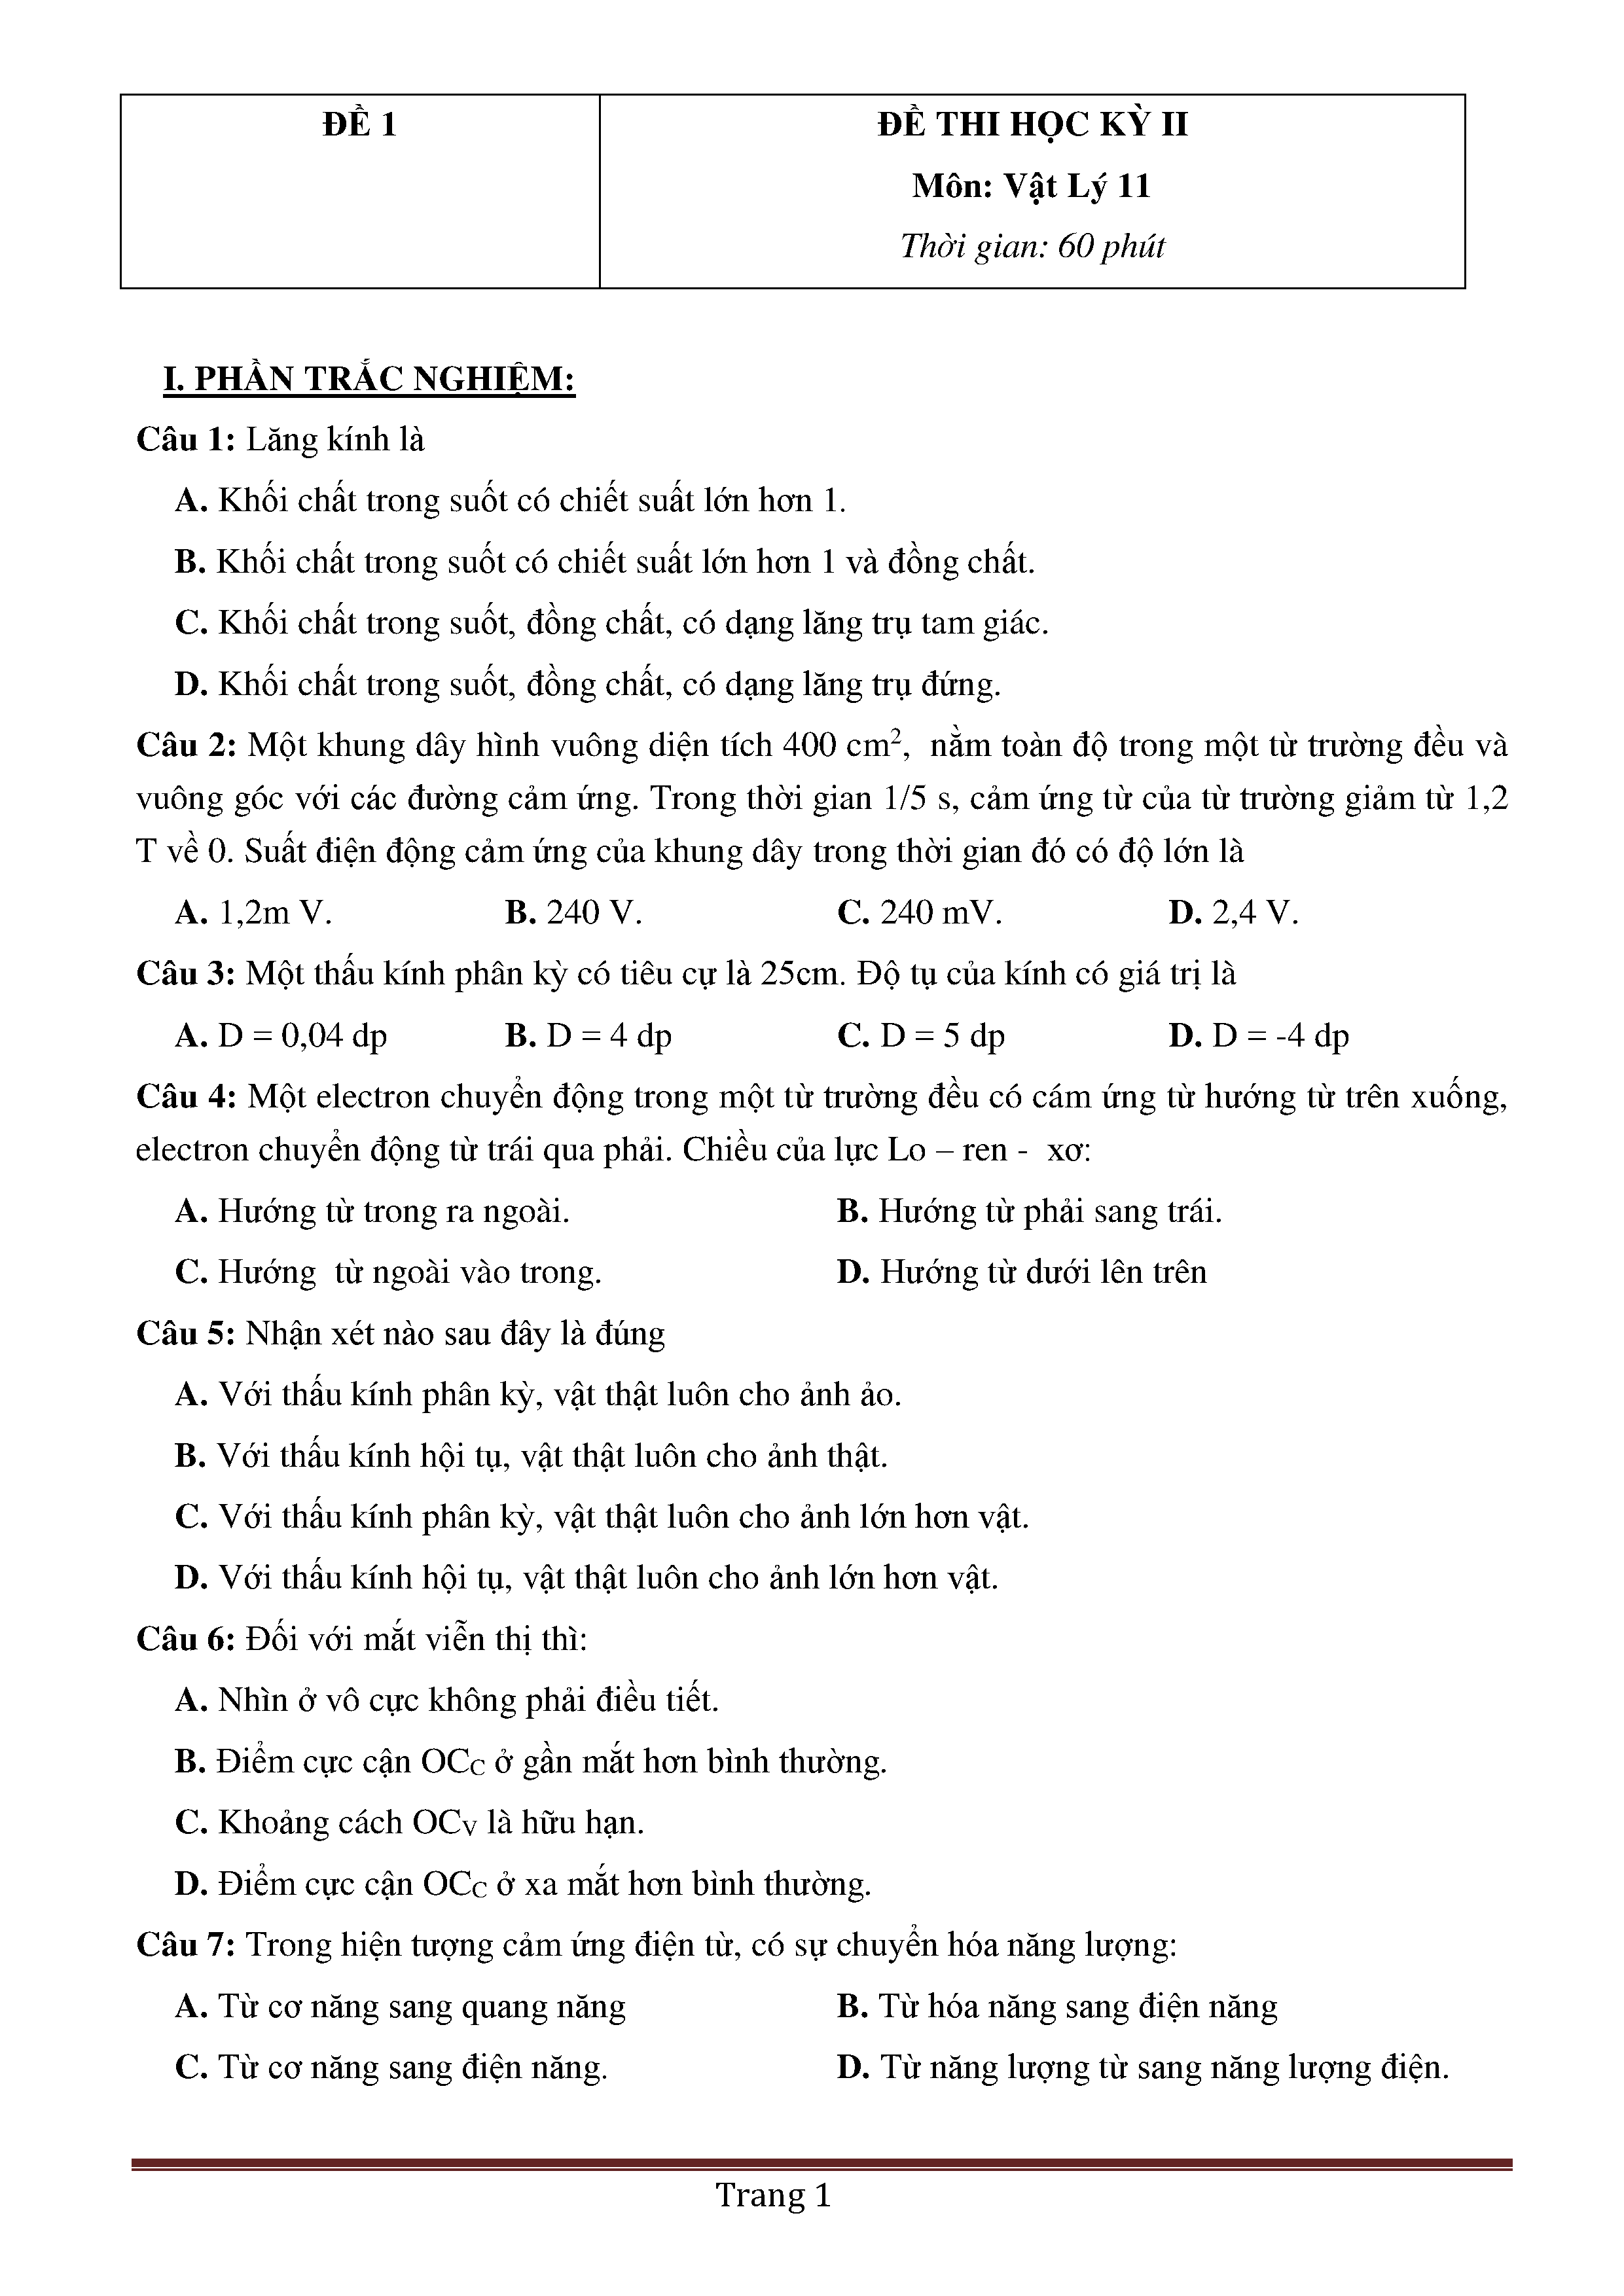 ĐỀ 1
ĐỀ THI HỌC KỲ II
Môn: Vật Lý 11
Thời gian: 60 phút
I. PHẦN TRẮC NGHIỆM:
Câu 1: Lăng kính là
A. Khối chất trong suốt có chiết suất lớn hơn 1.
B. Khối chất trong suốt có chiết suất lớn hơn 1 và đồng chất.
C. Khối chất trong suốt, đồng chất, có dạng lăng trụ tam giác.
D. Khối chất trong suốt, đồng chất, có dạng lăng trụ đứng.
Câu 2: Một khung dây hình vuông diện tích 400 cm², nằm toàn độ trong một từ trường đều và
vuông góc với các đường cảm ứng. Trong thời gian 1/5 s, cảm ứng từ của từ trường giảm từ 1,2
T về 0. Suất điện động cảm ứng của khung dây trong thời gian đó có độ lớn là
A. 1,2m V. B. 240 V. C. 240 mV. D. 2,4 V.
Câu 3: Một thấu kính phân kỳ có tiêu cự là 25cm. Độ tụ của kính có giá trị là
A. D = 0,04 dp B. D = 4 dp C. D = 5 dp D. D = -4 dp
Câu 4: Một electron chuyển động trong một từ trường đều có cám ứng từ hướng từ trên xuống,
electron chuyển động từ trái qua phải. Chiều của lực Lo – ren - xơ:
A. Hướng từ trong ra ngoài. B. Hướng từ phải sang trái.
C. Hướng từ ngoài vào trong. D. Hướng từ dưới lên trên
Câu 5: Nhận xét nào sau đây là đúng
A. Với thấu kính phân kỳ, vật thật luôn cho ảnh ảo.
B. Với thấu kính hội tụ, vật thật luôn cho ảnh thật.
C. Với thấu kính phân kỳ, vật thật luôn cho ảnh lớn hơn vật.
D. Với thấu kính hội tụ, vật thật luôn cho ảnh lớn hơn vật.
Câu 6: Đối với mắt viễn thị thì:
A. Nhìn ở vô cực không phải điều tiết.
B. Điểm cực cận OCC ở gần mắt hơn bình thường.
C. Khoảng cách OCV là hữu hạn.
D. Điểm cực cận OCC ở xa mắt hơn bình thường.
Câu 7: Trong hiện tượng cảm ứng điện từ, có sự chuyển hóa năng lượng:
A. Từ cơ năng sang quang năng B. Từ hóa năng sang điện năng
C. Từ cơ năng sang điện năng. D. Từ năng lượng từ sang năng lượng điện.
Trang 1